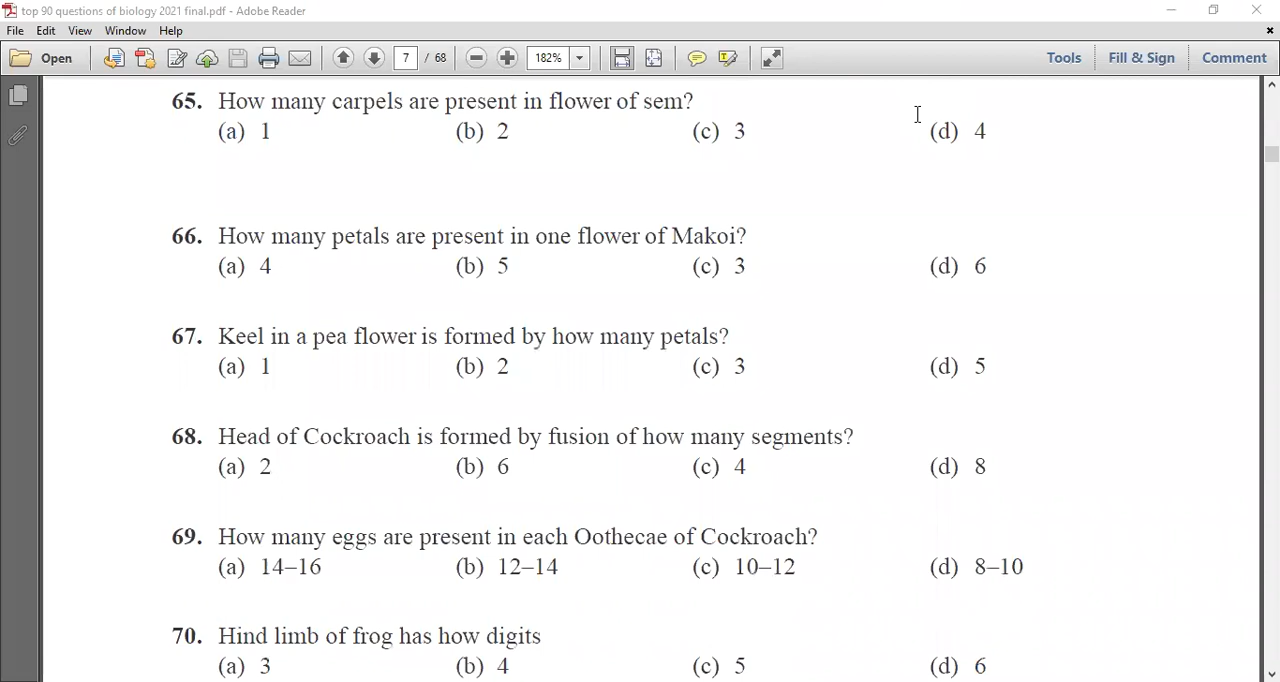 top 90 questions of biology 2021 final.pdf - Adobe Reader
File Edit View Window Help
Open 7 / 68 182% Tools Fill & Sign Comment
65. How many carpels are present in flower of sem?
(a) 1 (b) 2 (c) 3 (d) 4
66. How many petals are present in one flower of Makoi?
(a) 4 (b) 5 (c) 3 (d) 6
67. Keel in a pea flower is formed by how many petals?
(a) 1 (b) 2 (c) 3 (d) 5
68. Head of Cockroach is formed by fusion of how many segments?
(a) 2 (b) 6 (c) 4 (d) 8
69. How many eggs are present in each Oothecae of Cockroach?
(a) 14–16 (b) 12–14 (c) 10–12 (d) 8–10
70. Hind limb of frog has how digits
(a) 3 (b) 4 (c) 5 (d) 6